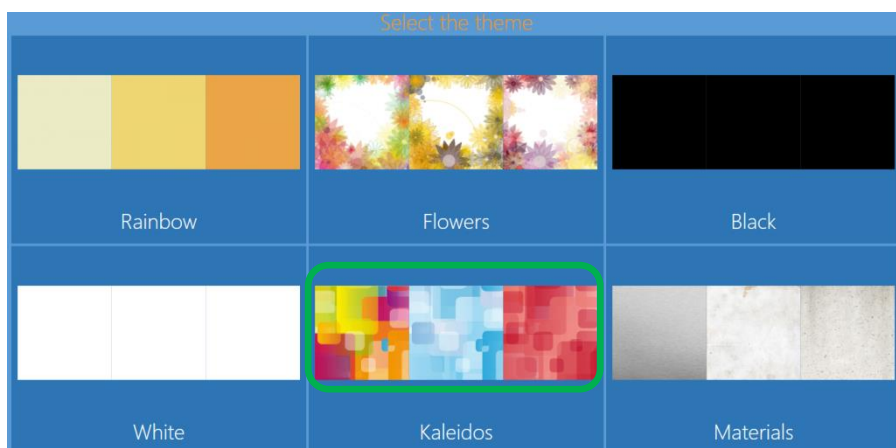 Select the theme
Rainbow
Flowers
Black
White
Kaleidos
Materials